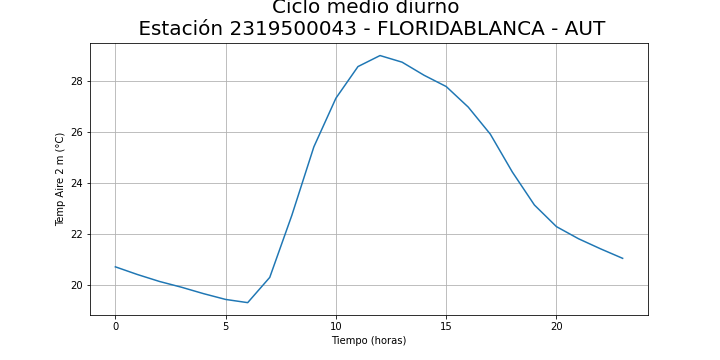 Ciclo medio diurno
Estación 2319500043 - FLORIDABLANCA - AUT
Temp Aire 2 m (°C)
28
26
24
22
20
0 5 10 15 20
Tiempo (horas)